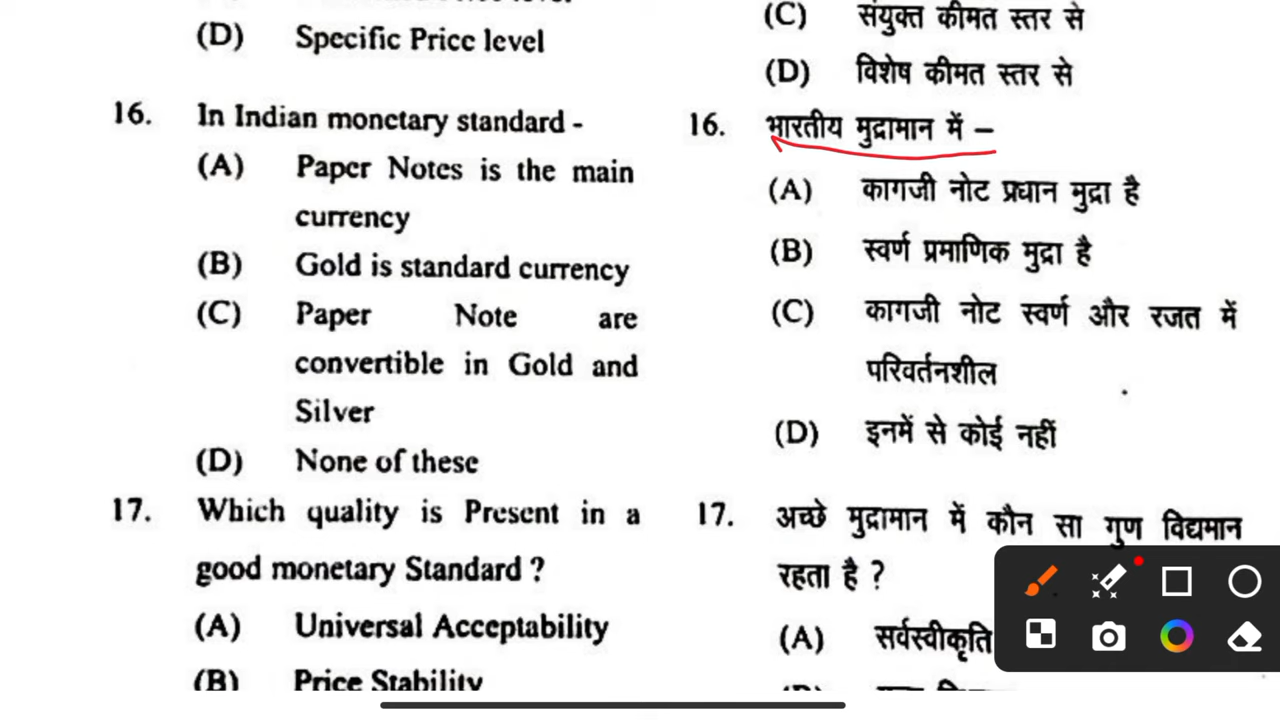 (D) Specific Price level
16. In Indian monetary standard -
(A) Paper Notes is the main
currency
(B) Gold is standard currency
(C) Paper Note are
convertible in Gold and
Silver
(D) None of these
17. Which quality is Present in a
good monetary Standard ?
(A) Universal Acceptability
(B) Price Stability
(C) संयुक्त कीमत स्तर से
(D) विशेष कीमत स्तर से
16. भारतीय मुद्रामान में –
(A) कागजी नोट प्रधान मुद्रा है
(B) स्वर्ण प्रमाणिक मुद्रा है
(C) कागजी नोट स्वर्ण और रजत में
परिवर्तनशील
(D) इनमें से कोई नहीं
17. अच्छे मुद्रामान में कौन सा गुण विद्यमान
रहता है ?
(A) सर्वस्वीकृति